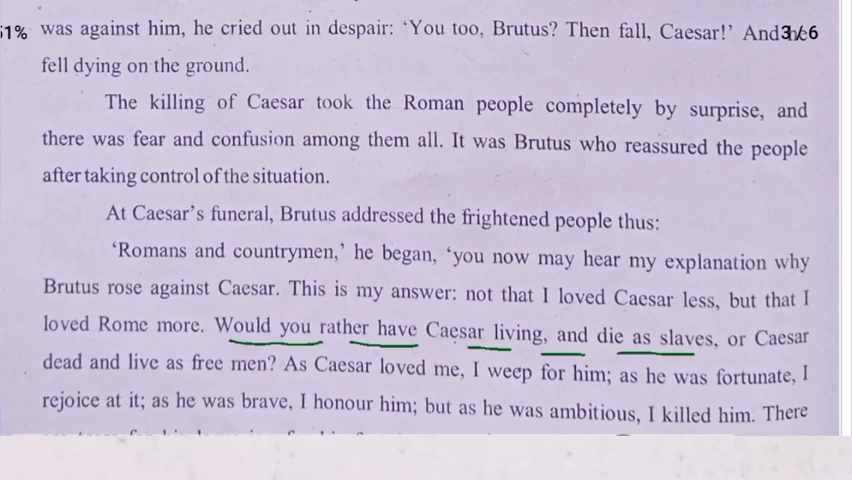 was against him, he cried out in despair: ‘You too, Brutus? Then fall, Caesar!’ And he
51%
3/6
fell dying on the ground.
The killing of Caesar took the Roman people completely by surprise, and
there was fear and confusion among them all. It was Brutus who reassured the people
after taking control of the situation.
At Caesar’s funeral, Brutus addressed the frightened people thus:
‘Romans and countrymen,’ he began, ‘you now may hear my explanation why
Brutus rose against Caesar. This is my answer: not that I loved Caesar less, but that I
loved Rome more. Would you rather have Caesar living, and die as slaves, or Caesar
dead and live as free men? As Caesar loved me, I weep for him; as he was fortunate, I
rejoice at it; as he was brave, I honour him; but as he was ambitious, I killed him. There